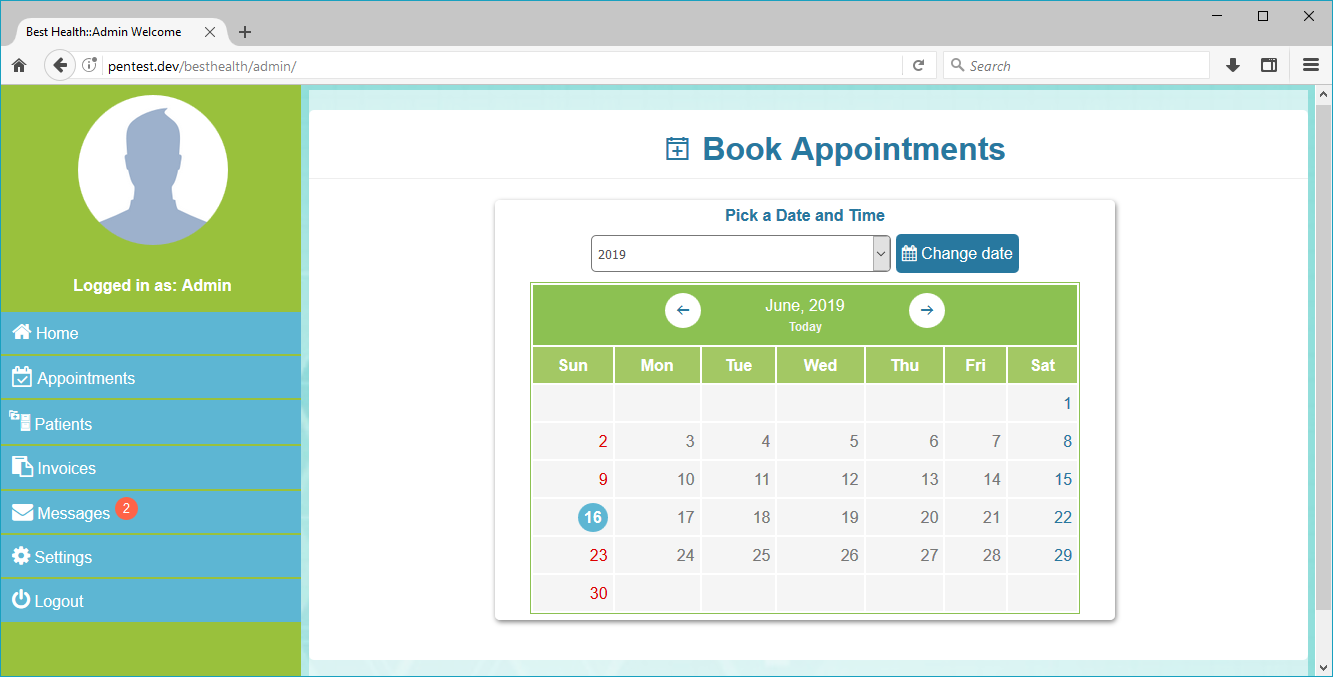 Best Health::Admin Welcome
pentest.dev/besthealth/admin/
Search
Logged in as: Admin
Home
Appointments
Patients
Invoices
Messages 2
Settings
Logout
Book Appointments
Pick a Date and Time
2019 Change date
June, 2019
Today
Sun Mon Tue Wed Thu Fri Sat
1
2 3 4 5 6 7 8
9 10 11 12 13 14 15
16 17 18 19 20 21 22
23 24 25 26 27 28 29
30